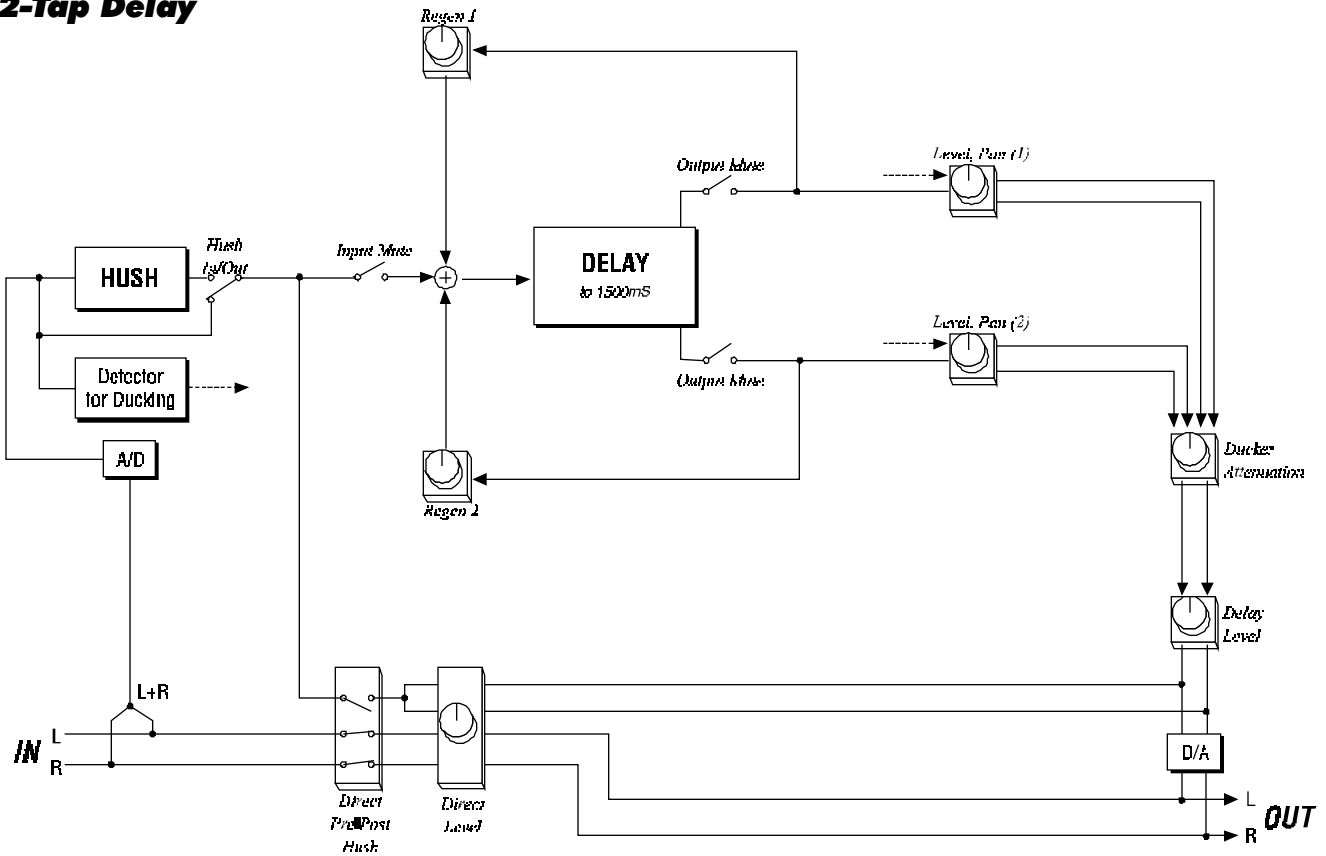 2-Tap Delay
Regen 1
Output Mute
Level, Pan (1)
Hush
In/Out
Input Mute
HUSH
DELAY
to 1500mS
Level, Pan (2)
Output Mute
Detector
for Ducking
A/D
Regen 2
Ducker
Attenuation
Delay
Level
L+R
IN
L
R
D/A
Direct
Pre/Post
Hush
Direct
Level
L
R
OUT